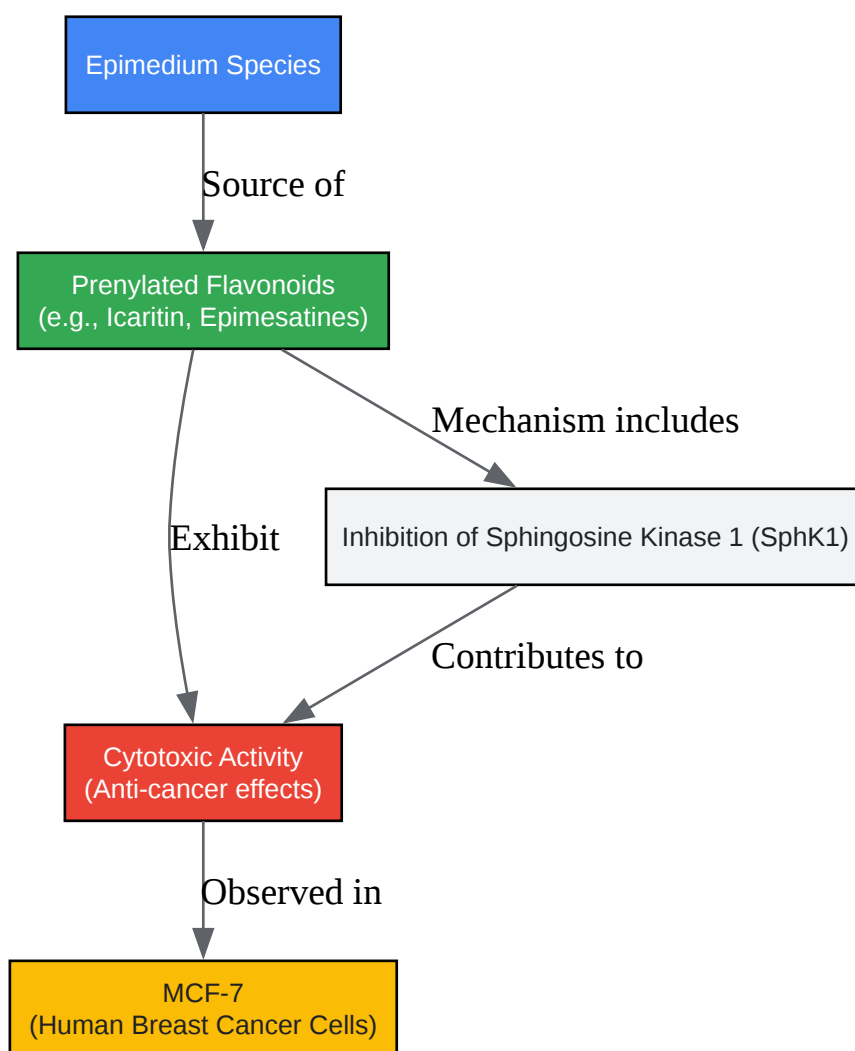 Epimedium Species
Source of
Prenylated Flavonoids
(e.g., Icaritin, Epimesatines)
Mechanism includes
Exhibit
Inhibition of Sphingosine Kinase 1 (SphK1)
Contributes to
Cytotoxic Activity
(Anti-cancer effects)
Observed in
MCF-7
(Human Breast Cancer Cells)